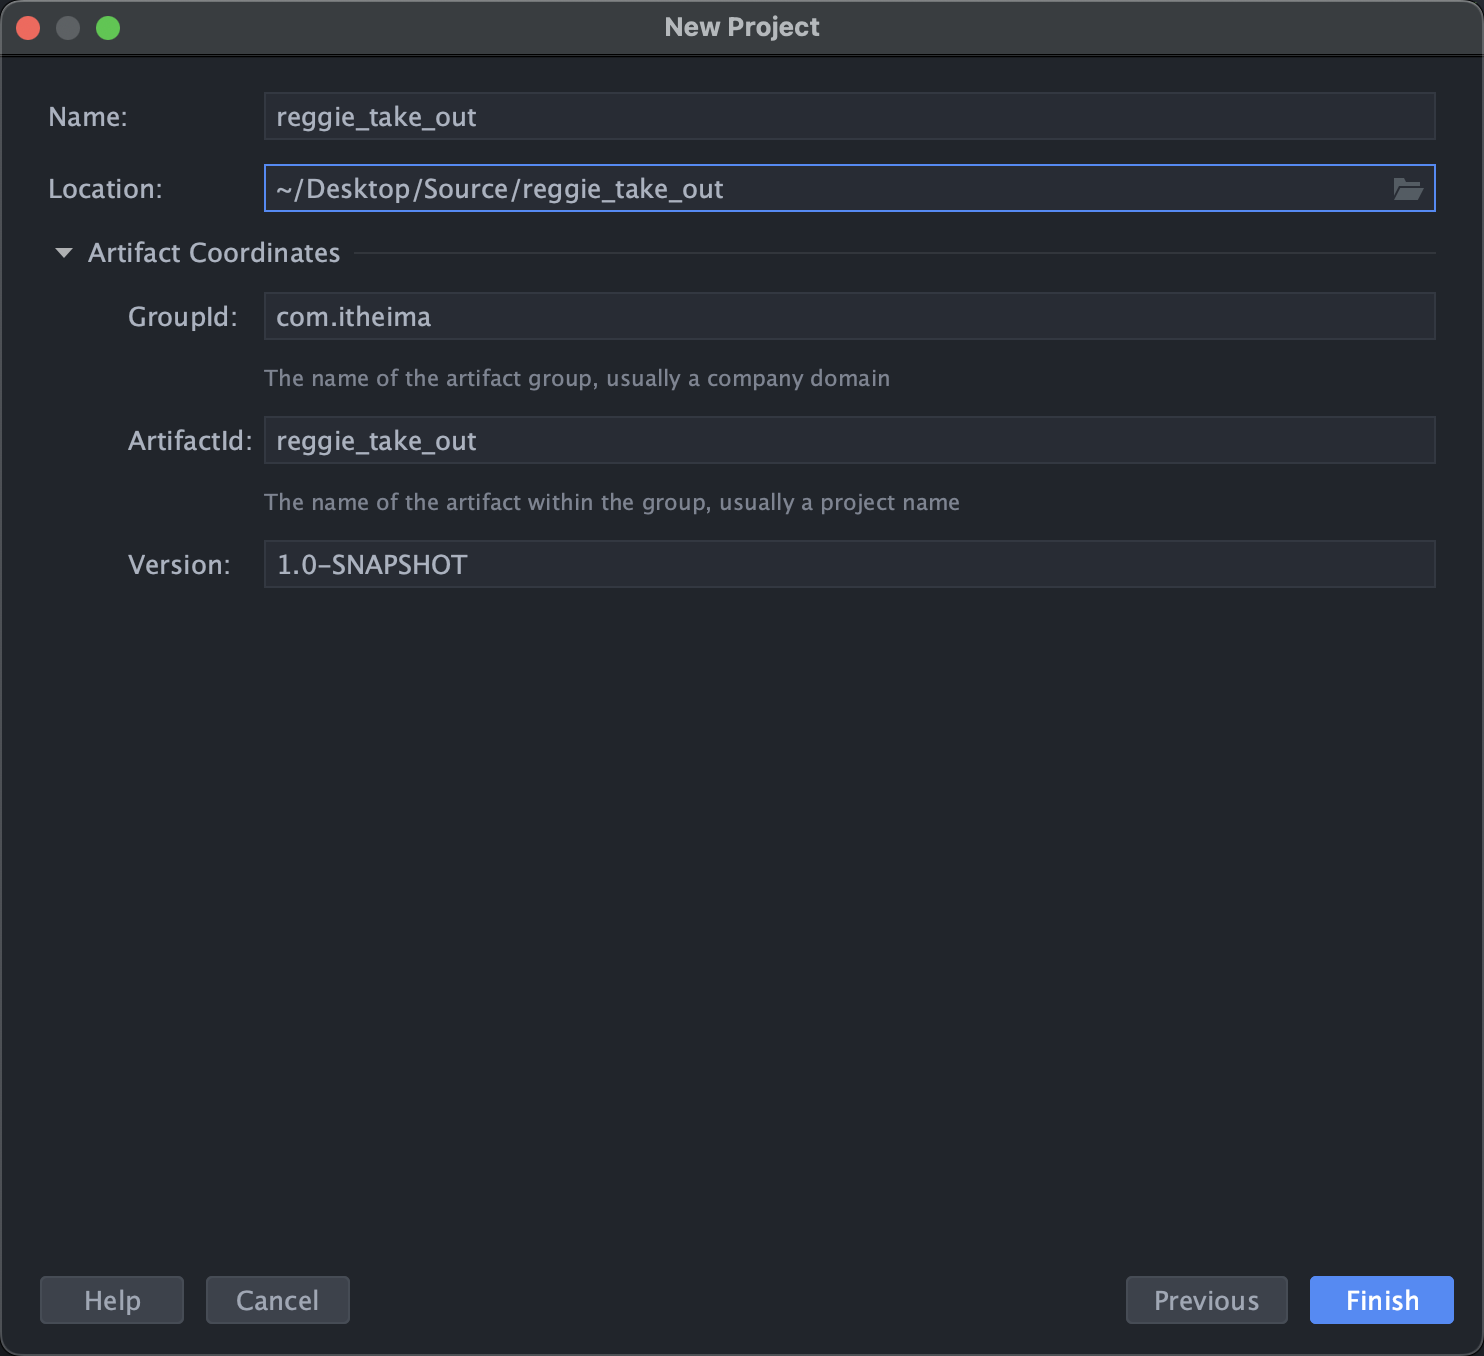 New Project
Name: reggie_take_out
Location: ~/Desktop/Source/reggie_take_out
Artifact Coordinates
GroupId: com.itheima
The name of the artifact group, usually a company domain
ArtifactId: reggie_take_out
The name of the artifact within the group, usually a project name
Version: 1.0-SNAPSHOT
Help Cancel Previous Finish